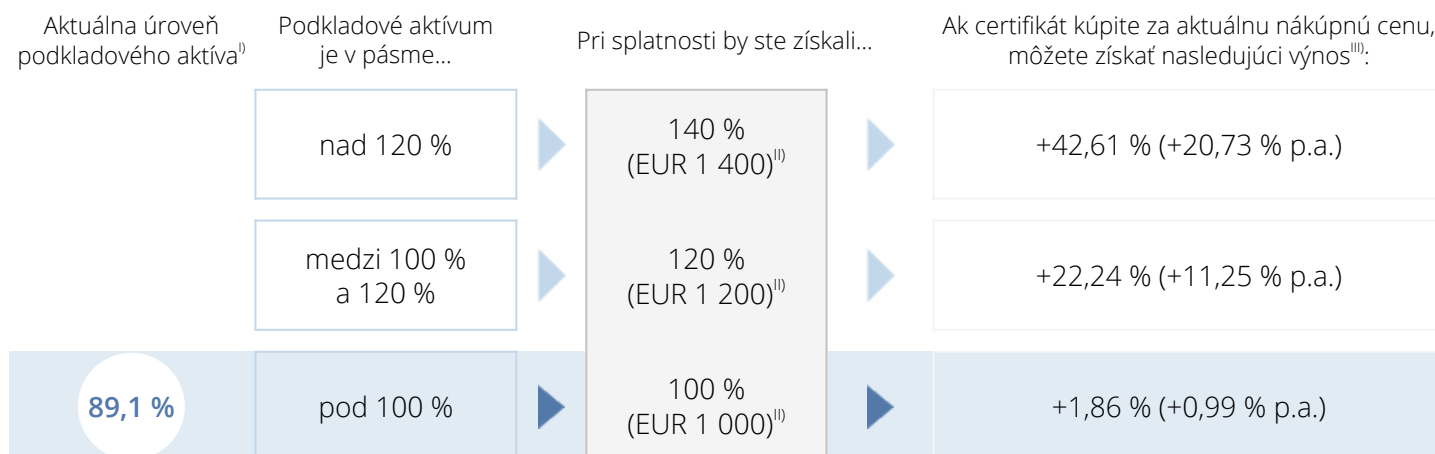 Aktuálna úroveň
podkladového aktíva I)
Podkladové aktívum
je v pásme...
Pri splatnosti by ste získali...
Ak certifikát kúpite za aktuálnu nákúpnú cenu,
môžete získať nasledujúci výnos III):
nad 120 %
140 %
(EUR 1 400) II)
+42,61 % (+20,73 % p.a.)
medzi 100 %
a 120 %
120 %
(EUR 1 200) II)
+22,24 % (+11,25 % p.a.)
89,1 %
pod 100 %
100 %
(EUR 1 000) II)
+1,86 % (+0,99 % p.a.)